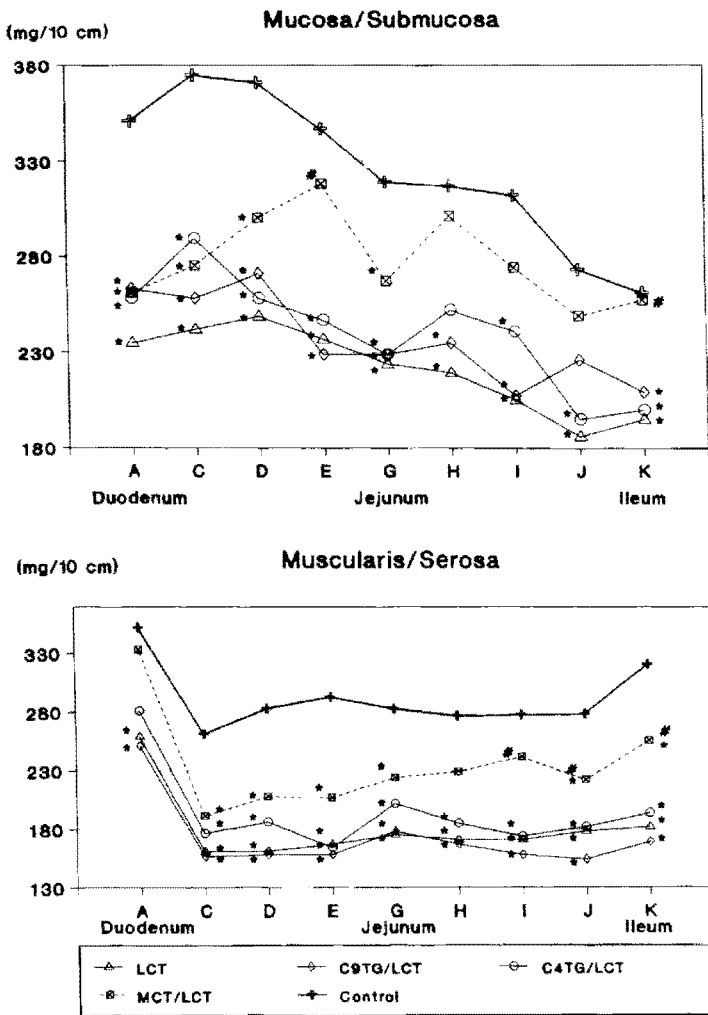 Mucosa/Submucosa
(mg/10 cm)
380
330
280
230
180
A C D E G H I J K
Duodenum Jejunum Ileum
Muscularis/Serosa
(mg/10 cm)
330
280
230
180
130
A C D E G H I J K
Duodenum Jejunum Ileum
LCT C9TG/LCT C4TG/LCT
MCT/LCT Control